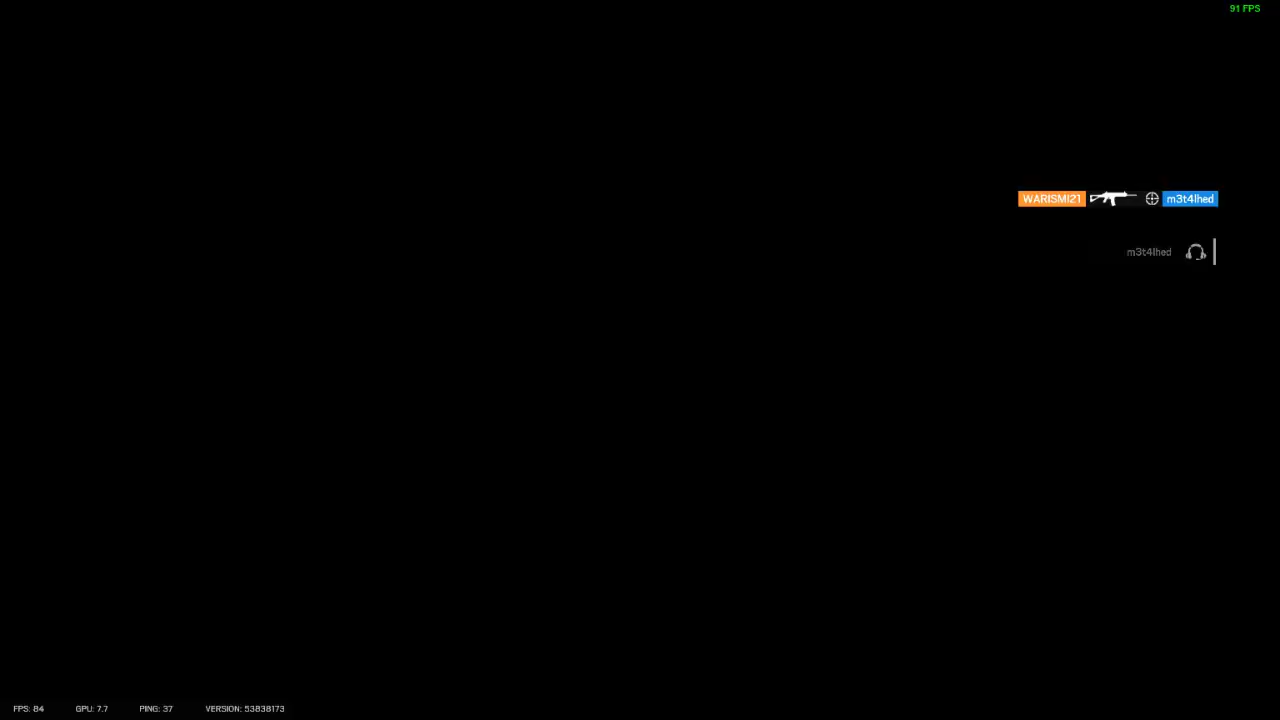 91 FPS
WARISMI21 m3t4lhed
m3t4lhed
FPS: 84 GPU: 7.7 PING: 37 VERSION: 53838173